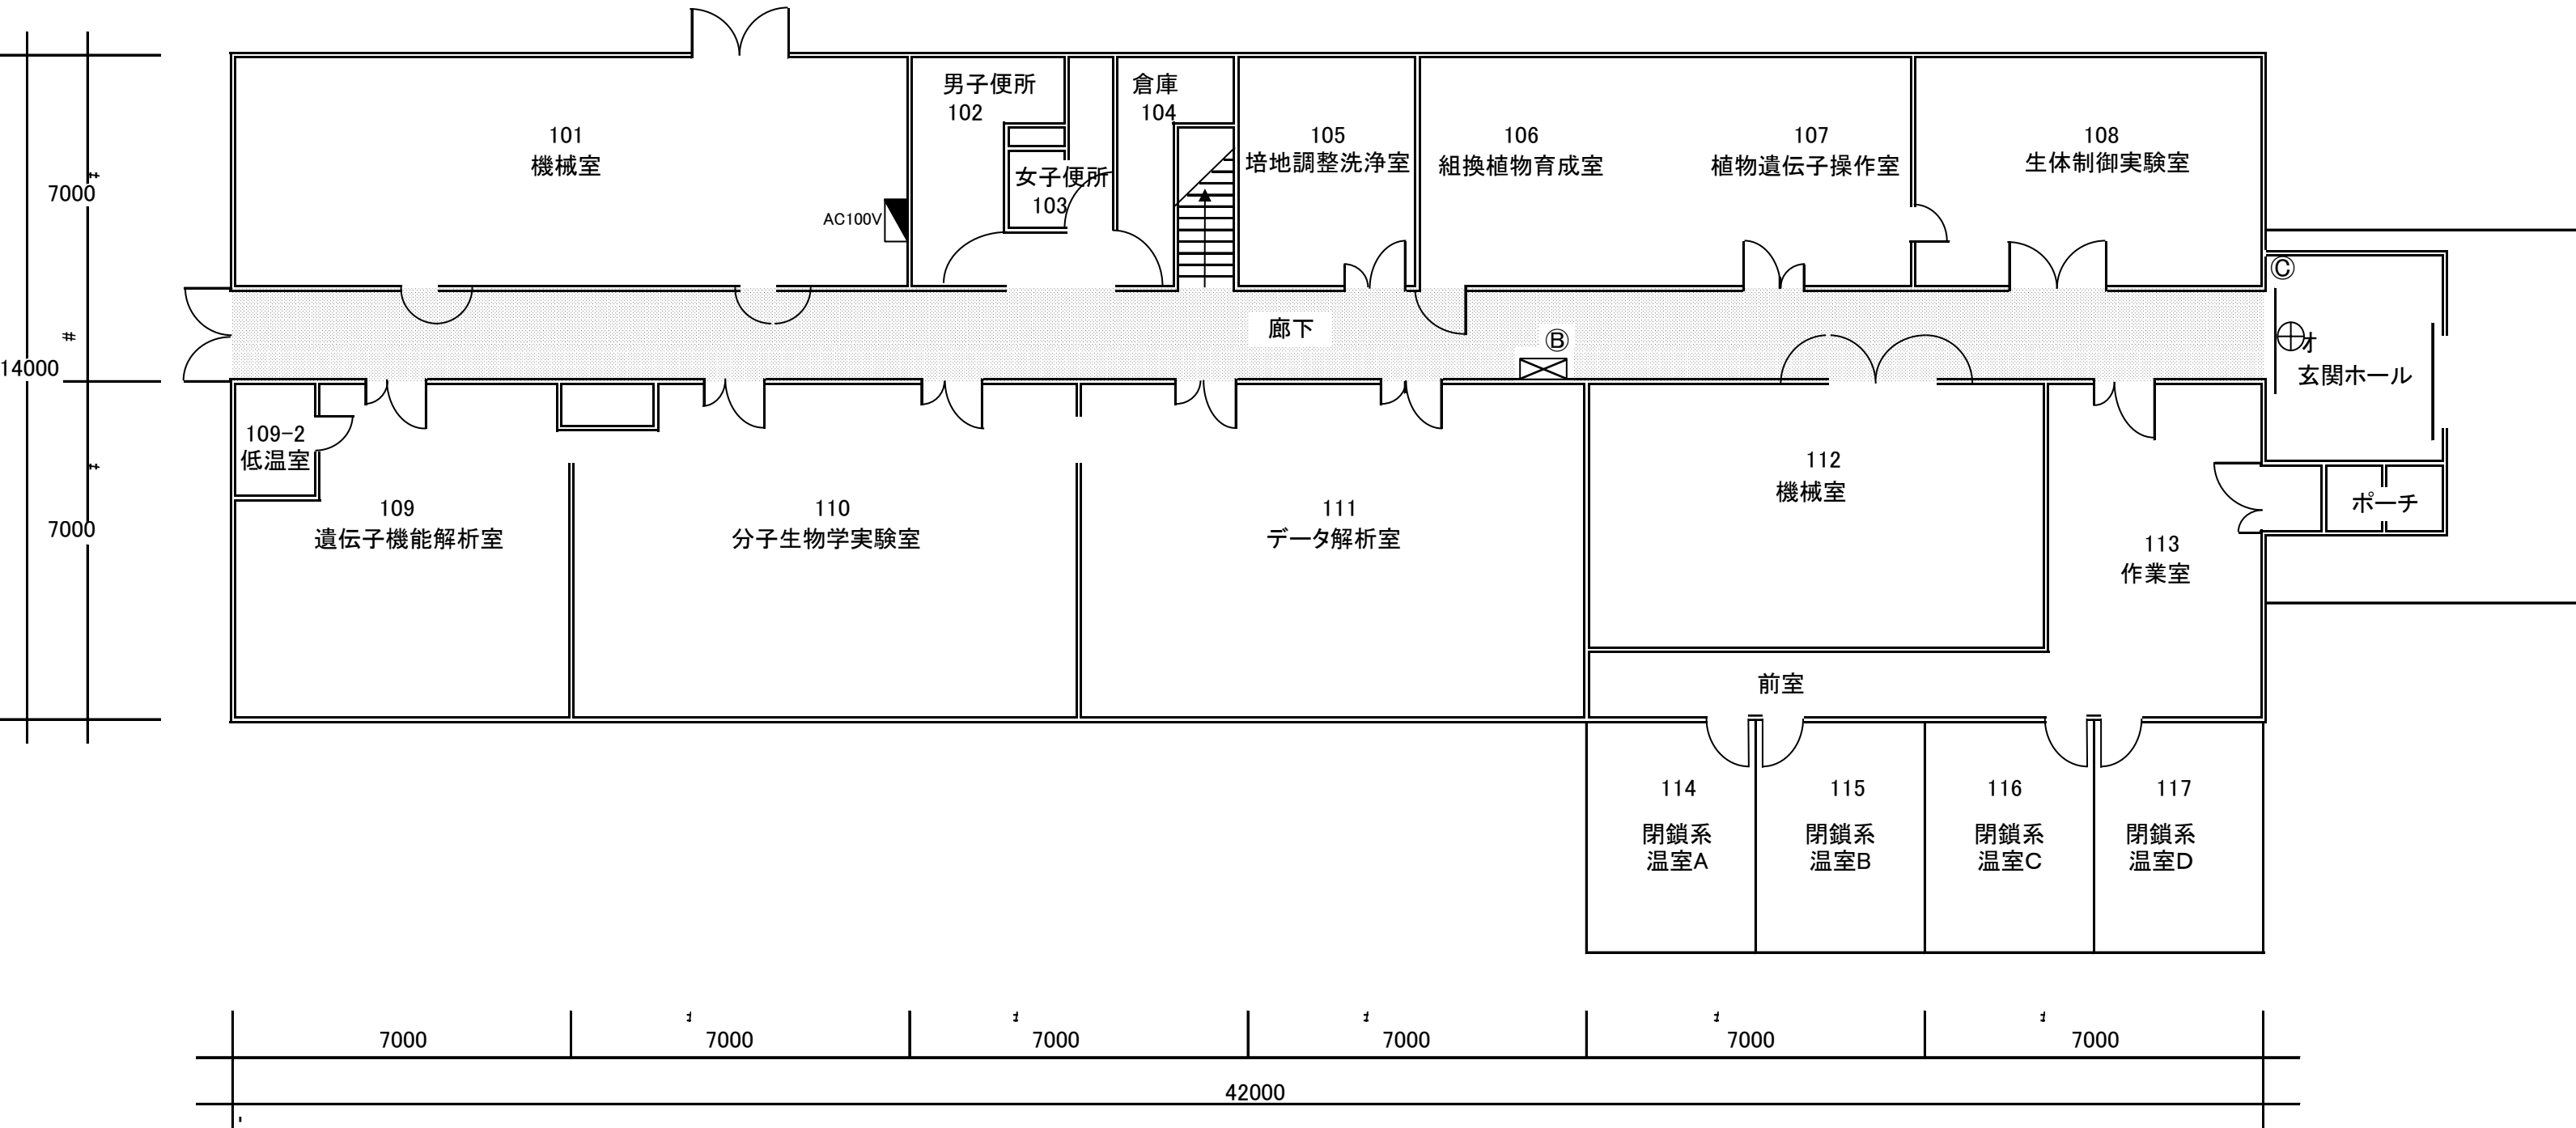 男子便所
102
倉庫
104
101
機械室
105
培地調整洗浄室
106
組換植物育成室
107
植物遺伝子操作室
108
生体制御実験室
女子便所
103
AC100V
7000
Ⓒ
廊下
Ⓑ
オ
玄関ホール
14000
109-2
低温室
109
遺伝子機能解析室
110
分子生物学実験室
111
データ解析室
112
機械室
ポーチ
113
作業室
7000
前室
114
閉鎖系
温室A
115
閉鎖系
温室B
116
閉鎖系
温室C
117
閉鎖系
温室D
7000
7000
7000
7000
7000
7000
42000